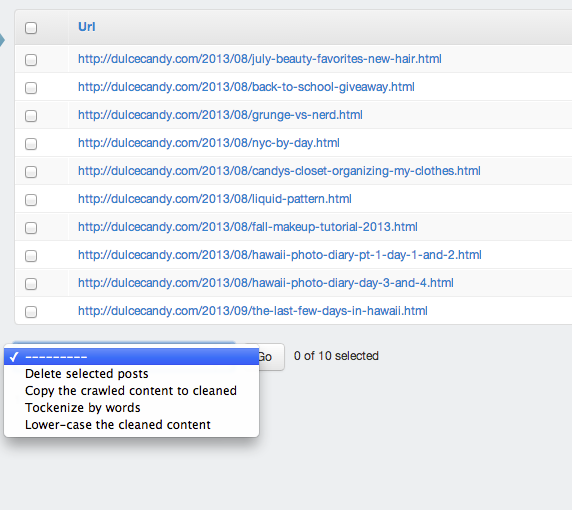 Url
http://dulcecandy.com/2013/08/july-beauty-favorites-new-hair.html
http://dulcecandy.com/2013/08/back-to-school-giveaway.html
http://dulcecandy.com/2013/08/grunge-vs-nerd.html
http://dulcecandy.com/2013/08/nyc-by-day.html
http://dulcecandy.com/2013/08/candys-closet-organizing-my-clothes.html
http://dulcecandy.com/2013/08/liquid-pattern.html
http://dulcecandy.com/2013/08/fall-makeup-tutorial-2013.html
http://dulcecandy.com/2013/08/hawaii-photo-diary-pt-1-day-1-and-2.html
http://dulcecandy.com/2013/08/hawaii-photo-diary-day-3-and-4.html
http://dulcecandy.com/2013/09/the-last-few-days-in-hawaii.html
✓ --------- Go 0 of 10 selected
Delete selected posts
Copy the crawled content to cleaned
Tockenize by words
Lower-case the cleaned content